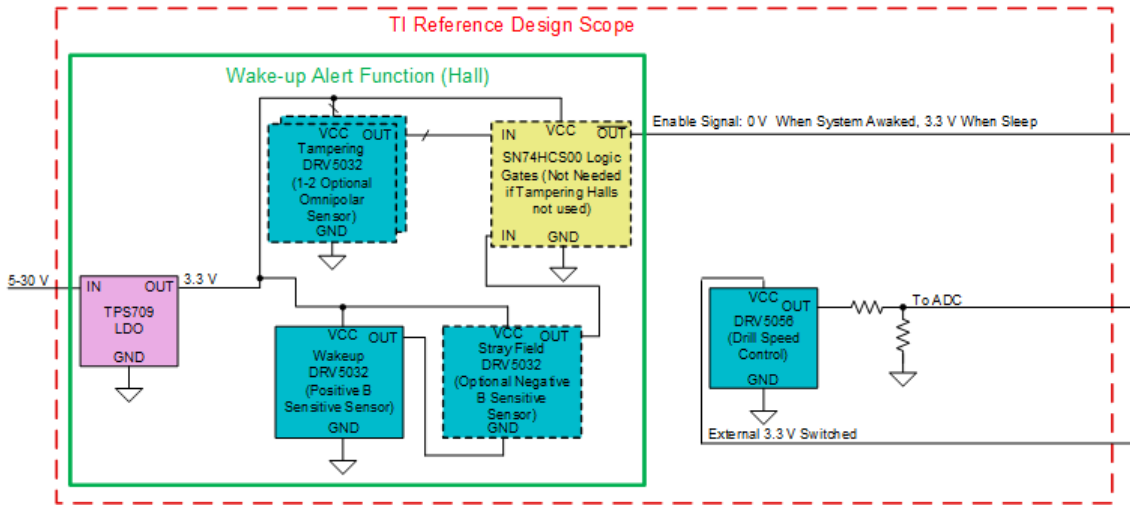 TI Reference Design Scope
Wake-up Alert Function (Hall)
VCC OUT
Tampering
DRV5032
(1-2 Optional
Omnipolar
Sensor)
GND
IN VCC OUT
SN74HCS00 Logic
Gates (Not Needed
if Tampering Halls
not used)
IN GND
Enable Signal: 0 V When System Awaked, 3.3 V When Sleep
5-30 V
IN OUT
TPS709
LDO
GND
3.3 V
VCC OUT
Wakeup
DRV5032
(Positive B
Sensitive Sensor)
GND
VCC OUT
Stray Field
DRV5032
(Optional Negative
B Sensitive
Sensor)
GND
VCC OUT
DRV5056
(Drill Speed
Control)
GND
To ADC
External 3.3 V Switched